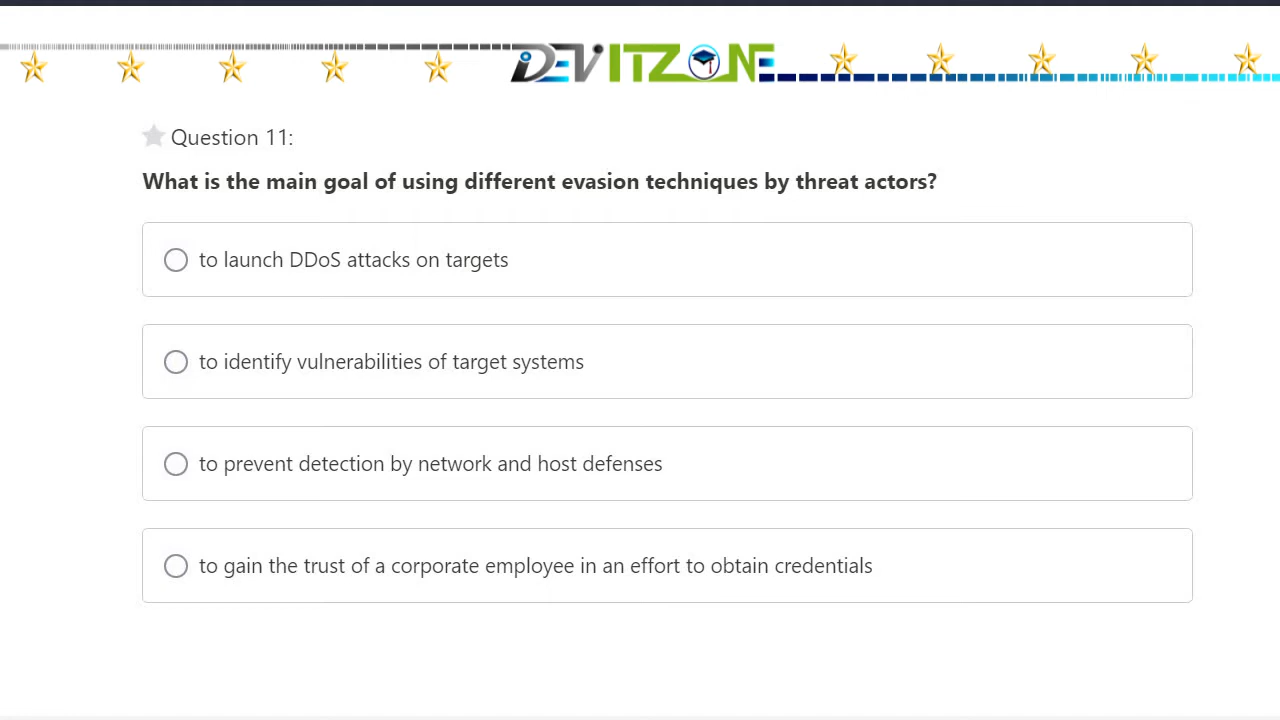 DEV ITZONE
Question 11:
What is the main goal of using different evasion techniques by threat actors?
to launch DDoS attacks on targets
to identify vulnerabilities of target systems
to prevent detection by network and host defenses
to gain the trust of a corporate employee in an effort to obtain credentials